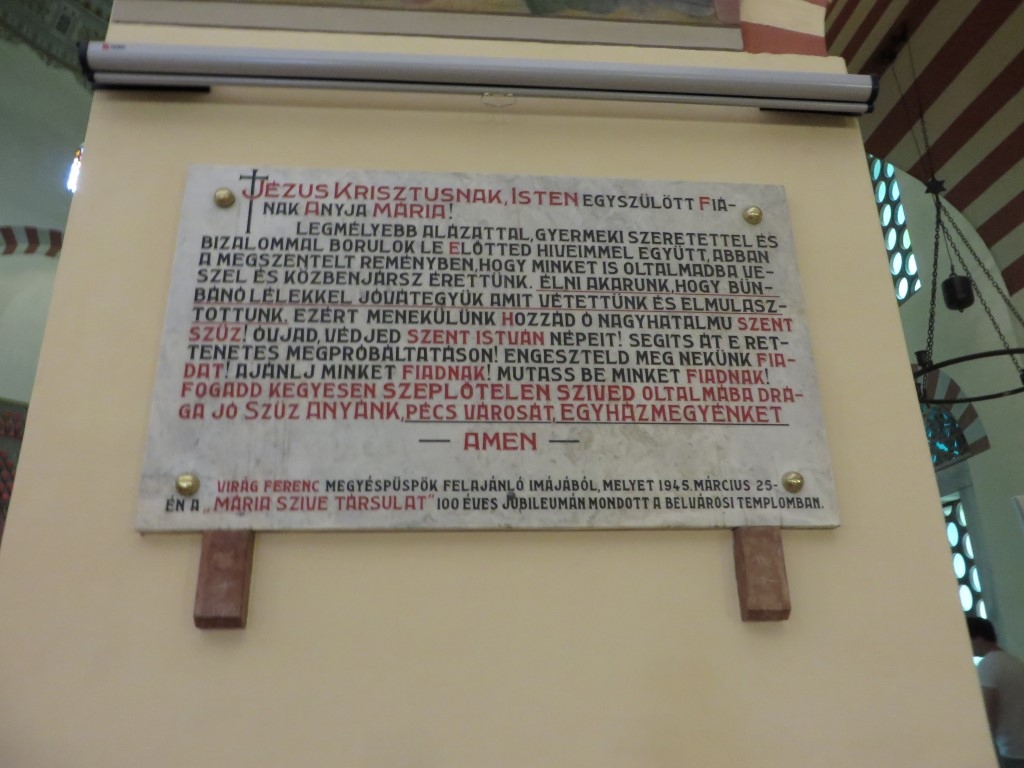 JÉZUS KRISZTUSNAK, ISTEN EGYSZÜLÖTT FIÁ-
NAK ANYJA MÁRIA!
LEGMÉLYEBB ALÁZATTAL, GYERMEKI SZERETETTEL ÉS
BIZALOMMAL BORULOK LE ELŐTTED HIVEIMMEL EGYÜTT, ABBAN
A MEGSZENTELT REMÉNYBEN, HOGY MINKET IS OLTALMADBA VE-
SZEL ÉS KÖZBENJÁRSZ ÉRETTÜNK. ÉLNI AKARUNK, HOGY BŰN-
BÁNÓ LÉLEKKEL JÓVÁTEGYÜK AMIT VÉTETTÜNK ÉS ELMULASZ-
TOTTUNK. EZÉRT MENEKÜLÜNK HOZZÁD Ó NAGYHATALMU SZENT
SZÜZ! ÓVJAD, VÉDJED SZENT ISTVÁN NÉPEIT! SEGITS ÁT E RET-
TENETES MEGPRÓBÁLTATÁSON! ENGESZTELD MEG NEKÜNK FIA-
DAT! AJÁNLJ MINKET FIADNAK! MUTASS BE MINKET FIADNAK!
FOGADD KEGYESEN SZEPLŐTELEN SZIVED OLTALMÁBA DRÁ-
GA JÓ SZÜZ ANYÁNK, PÉCS VÁROSÁT, EGYHÁZMEGYÉNKET
— AMEN —
VIRÁG FERENC MEGYÉSPÜSPÖK FELAJÁNLÓ IMÁJÁBÓL, MELYET 1945. MÁRCIUS 25-
ÉN A „MÁRIA SZIVE TÁRSULAT" 100 ÉVES JUBILEUMÁN MONDOTT A BELVÁROSI TEMPLOMBAN.